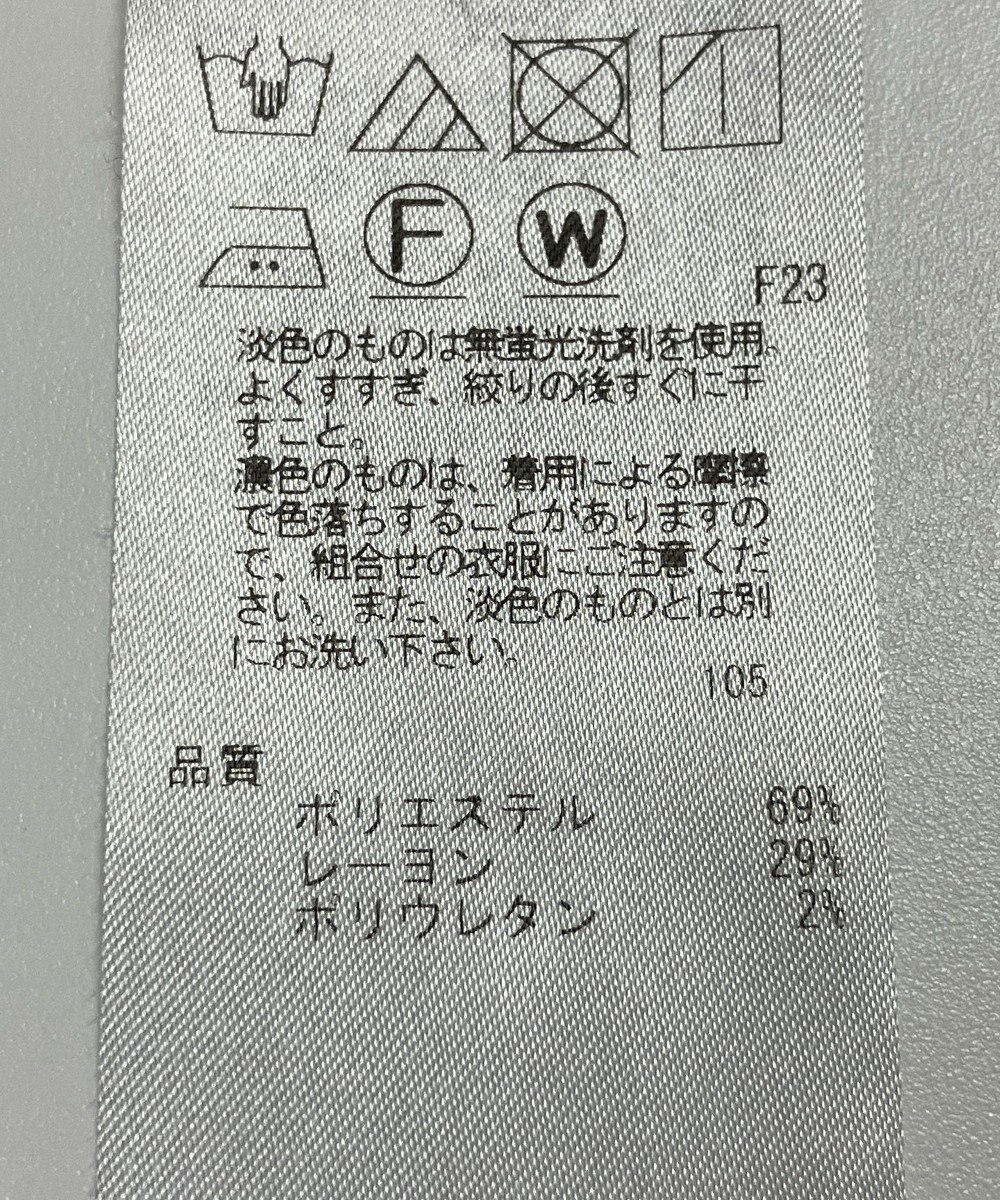 F W
F23
淡色のものは無蛍光洗剤を使用、
よくすすぎ、絞りの後すぐに干
すこと。
濃色のものは、着用による摩擦
で色落ちすることがありますの
で、組合せの衣服にご注意くだ
さい。また、淡色のものとは別
にお洗い下さい。
105
品質
ポリエステル 69%
レーヨン 29%
ポリウレタン 2%